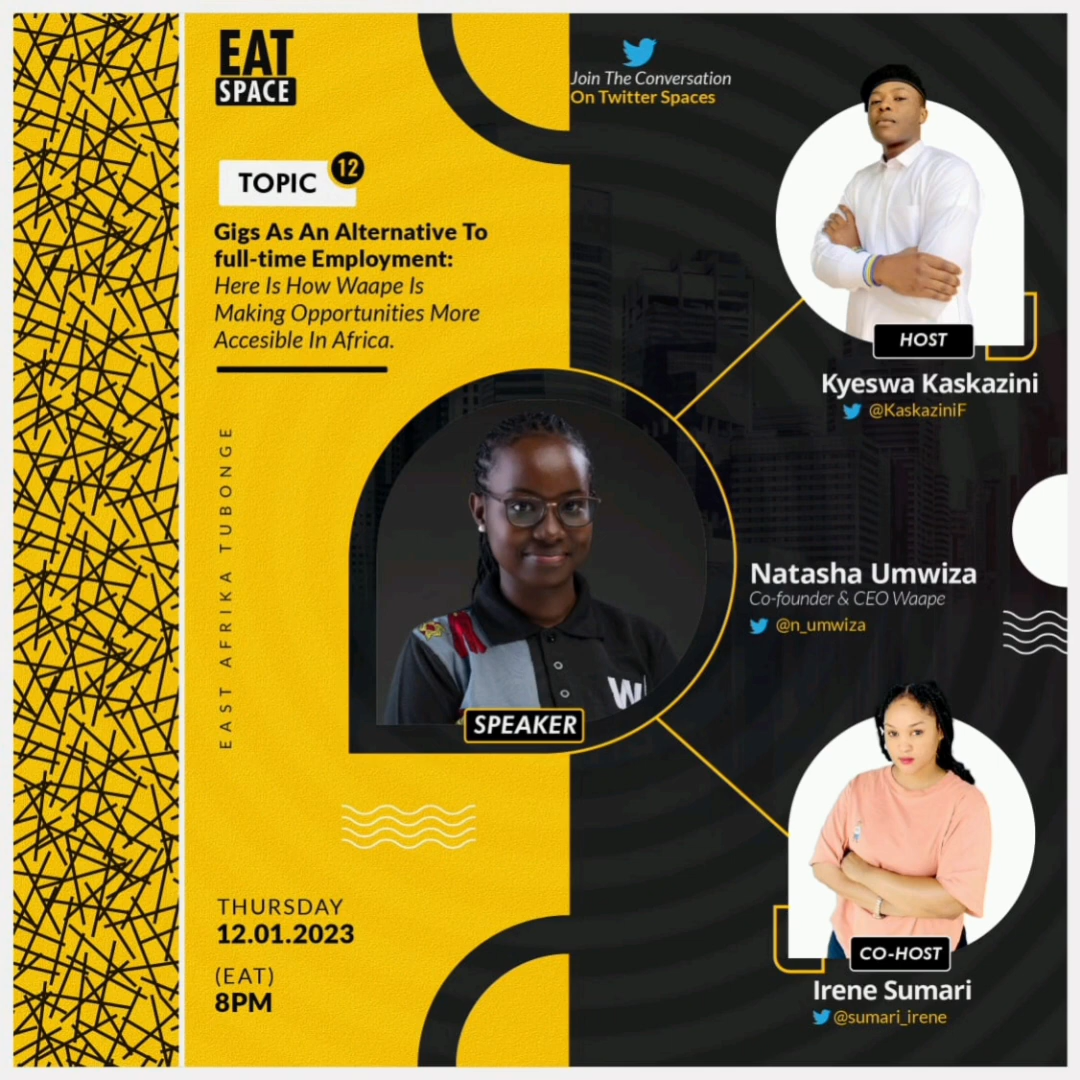 EAT
SPACE
Join The Conversation
On Twitter Spaces
TOPIC 12
Gigs As An Alternative To
full-time Employment:
Here Is How Waape Is
Making Opportunities More
Accesible In Africa.
HOST
Kyeswa Kaskazini
@KaskaziniF
EAST AFRIKA TUBONGE
W
SPEAKER
Natasha Umwiza
Co-founder & CEO Waape
@n_umwiza
THURSDAY
12.01.2023
(EAT)
8PM
CO-HOST
Irene Sumari
@sumari_irene